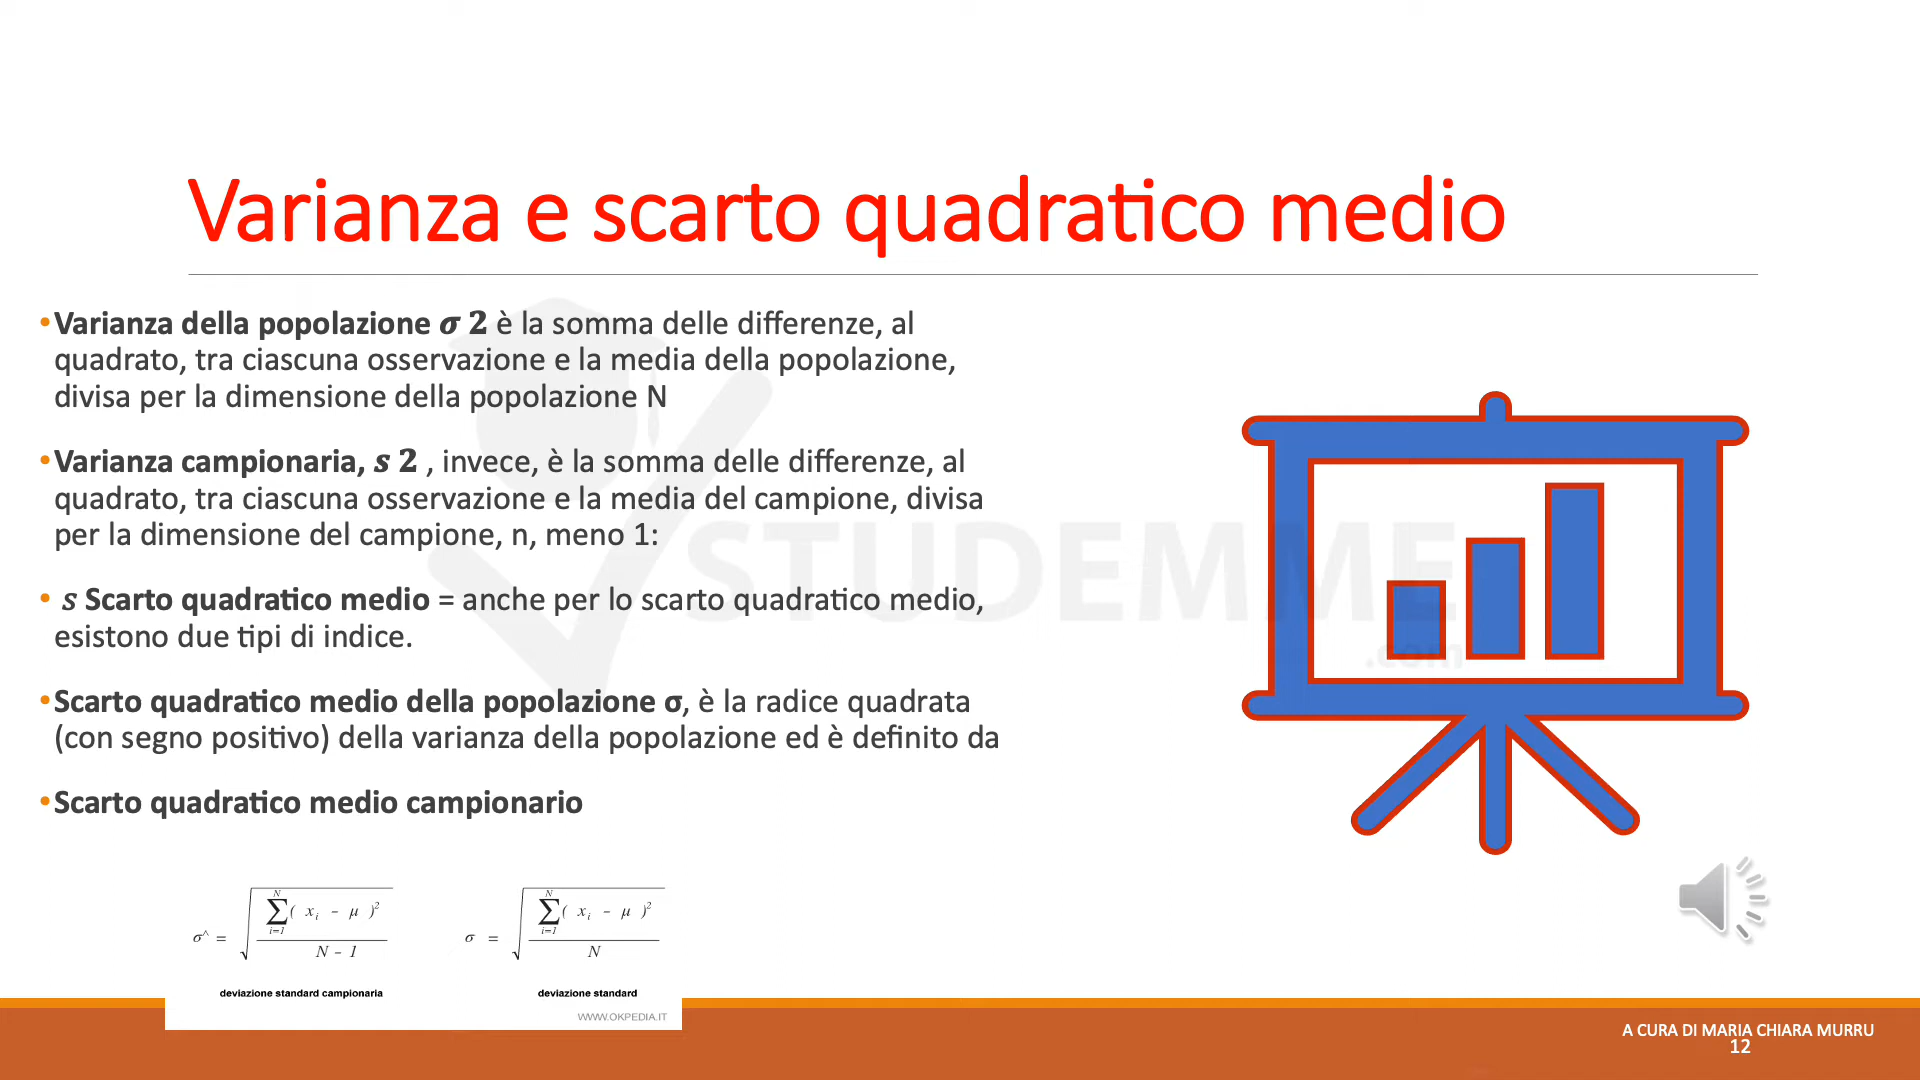 Varianza e scarto quadratico medio
•Varianza della popolazione 𝝈 𝟐 è la somma delle differenze, al
quadrato, tra ciascuna osservazione e la media della popolazione,
divisa per la dimensione della popolazione N
•Varianza campionaria, 𝒔 𝟐 , invece, è la somma delle differenze, al
quadrato, tra ciascuna osservazione e la media del campione, divisa
per la dimensione del campione, n, meno 1:
• 𝑠 Scarto quadratico medio = anche per lo scarto quadratico medio,
esistono due tipi di indice.
•Scarto quadratico medio della popolazione σ, è la radice quadrata
(con segno positivo) della varianza della popolazione ed è definito da
•Scarto quadratico medio campionario
STUDEMME
.com
σ^ = √( N ∑ i=1 ( x i – μ )² / N – 1 )
deviazione standard campionaria
σ = √( N ∑ i=1 ( x i – μ )² / N )
deviazione standard
WWW.OKPEDIA.IT
A CURA DI MARIA CHIARA MURRU
12